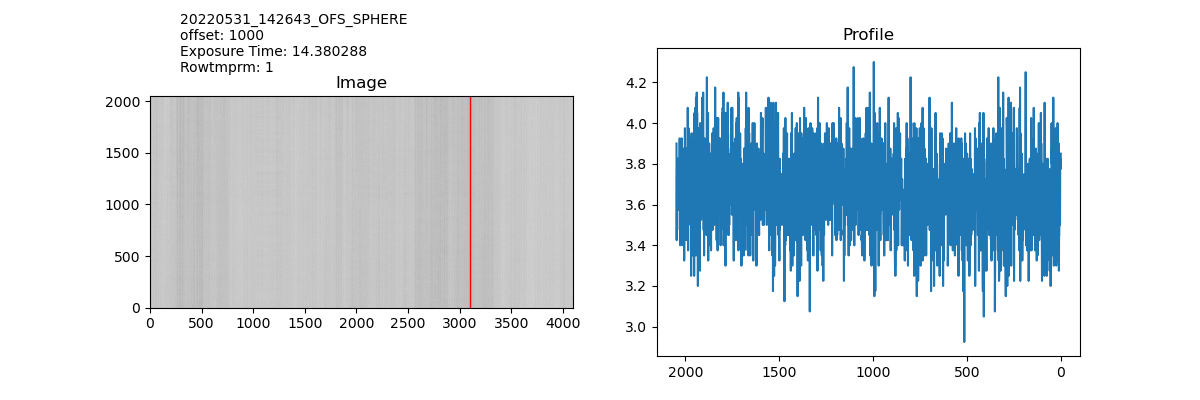 20220531_142643_OFS_SPHERE
offset: 1000
Exposure Time: 14.380288
Rowtmprm: 1
Image
2000
1500
1000
500
0
0 500 1000 1500 2000 2500 3000 3500 4000
Profile
4.2
4.0
3.8
3.6
3.4
3.2
3.0
2000 1500 1000 500 0